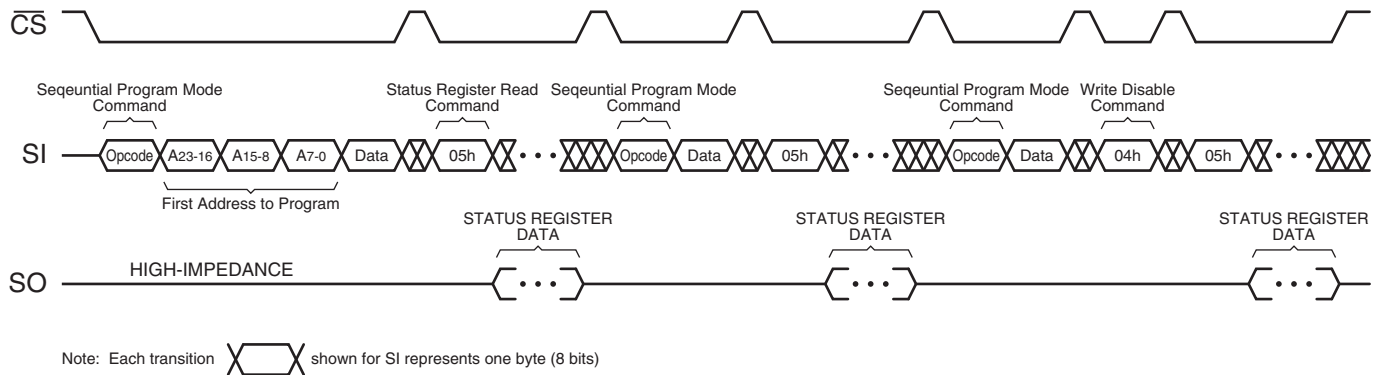 CS
Seqeuntial Program Mode
Command
Status Register Read
Command
Seqeuntial Program Mode
Command
Seqeuntial Program Mode
Command
Write Disable
Command
SI
Opcode
A23-16
A15-8
A7-0
Data
05h
Opcode
Data
05h
Opcode
Data
04h
05h
First Address to Program
STATUS REGISTER
DATA
STATUS REGISTER
DATA
STATUS REGISTER
DATA
SO
HIGH-IMPEDANCE
Note: Each transition shown for SI represents one byte (8 bits)